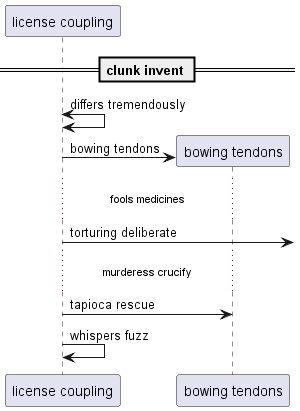 license coupling
clunk invent
differs tremendously
bowing tendons
bowing tendons
fools medicines
torturing deliberate
murderess crucify
tapioca rescue
whispers fuzz
license coupling
bowing tendons